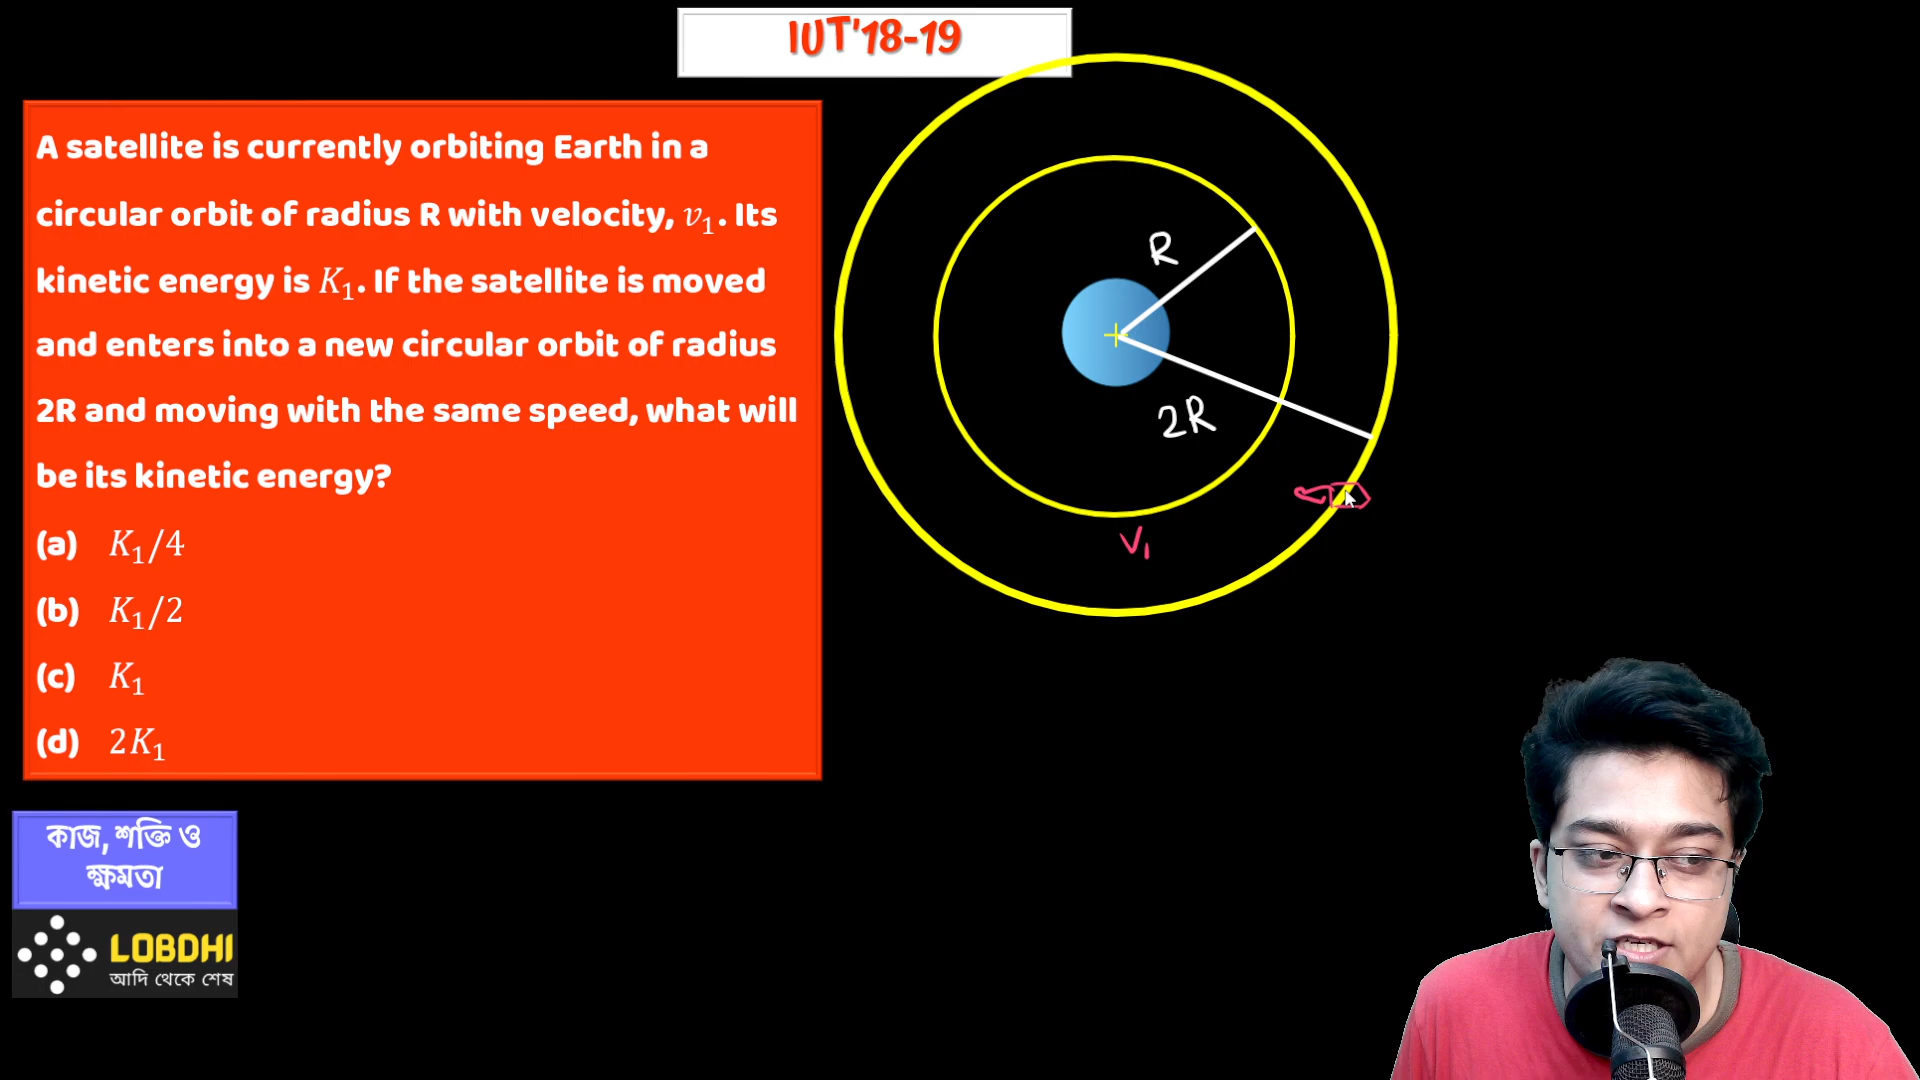 IUT'18-19
A satellite is currently orbiting Earth in a
circular orbit of radius R with velocity, v₁. Its
kinetic energy is K₁. If the satellite is moved
and enters into a new circular orbit of radius
2R and moving with the same speed, what will
be its kinetic energy?
(a) K₁/4
(b) K₁/2
(c) K₁
(d) 2K₁
R
2R
V₁
কাজ, শক্তি ও
ক্ষমতা
LOBDHI
আদি থেকে শেষ